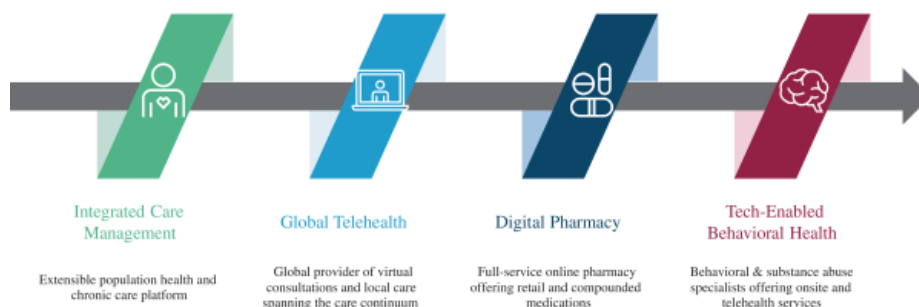 Integrated Care
Management
Extensible population health and
chronic care platform
Global Telehealth
Global provider of virtual
consultations and local care
spanning the care continuum
Digital Pharmacy
Full-service online pharmacy
offering retail and compounded
medications
Tech-Enabled
Behavioral Health
Behavioral & substance abuse
specialists offering onsite and
telehealth services